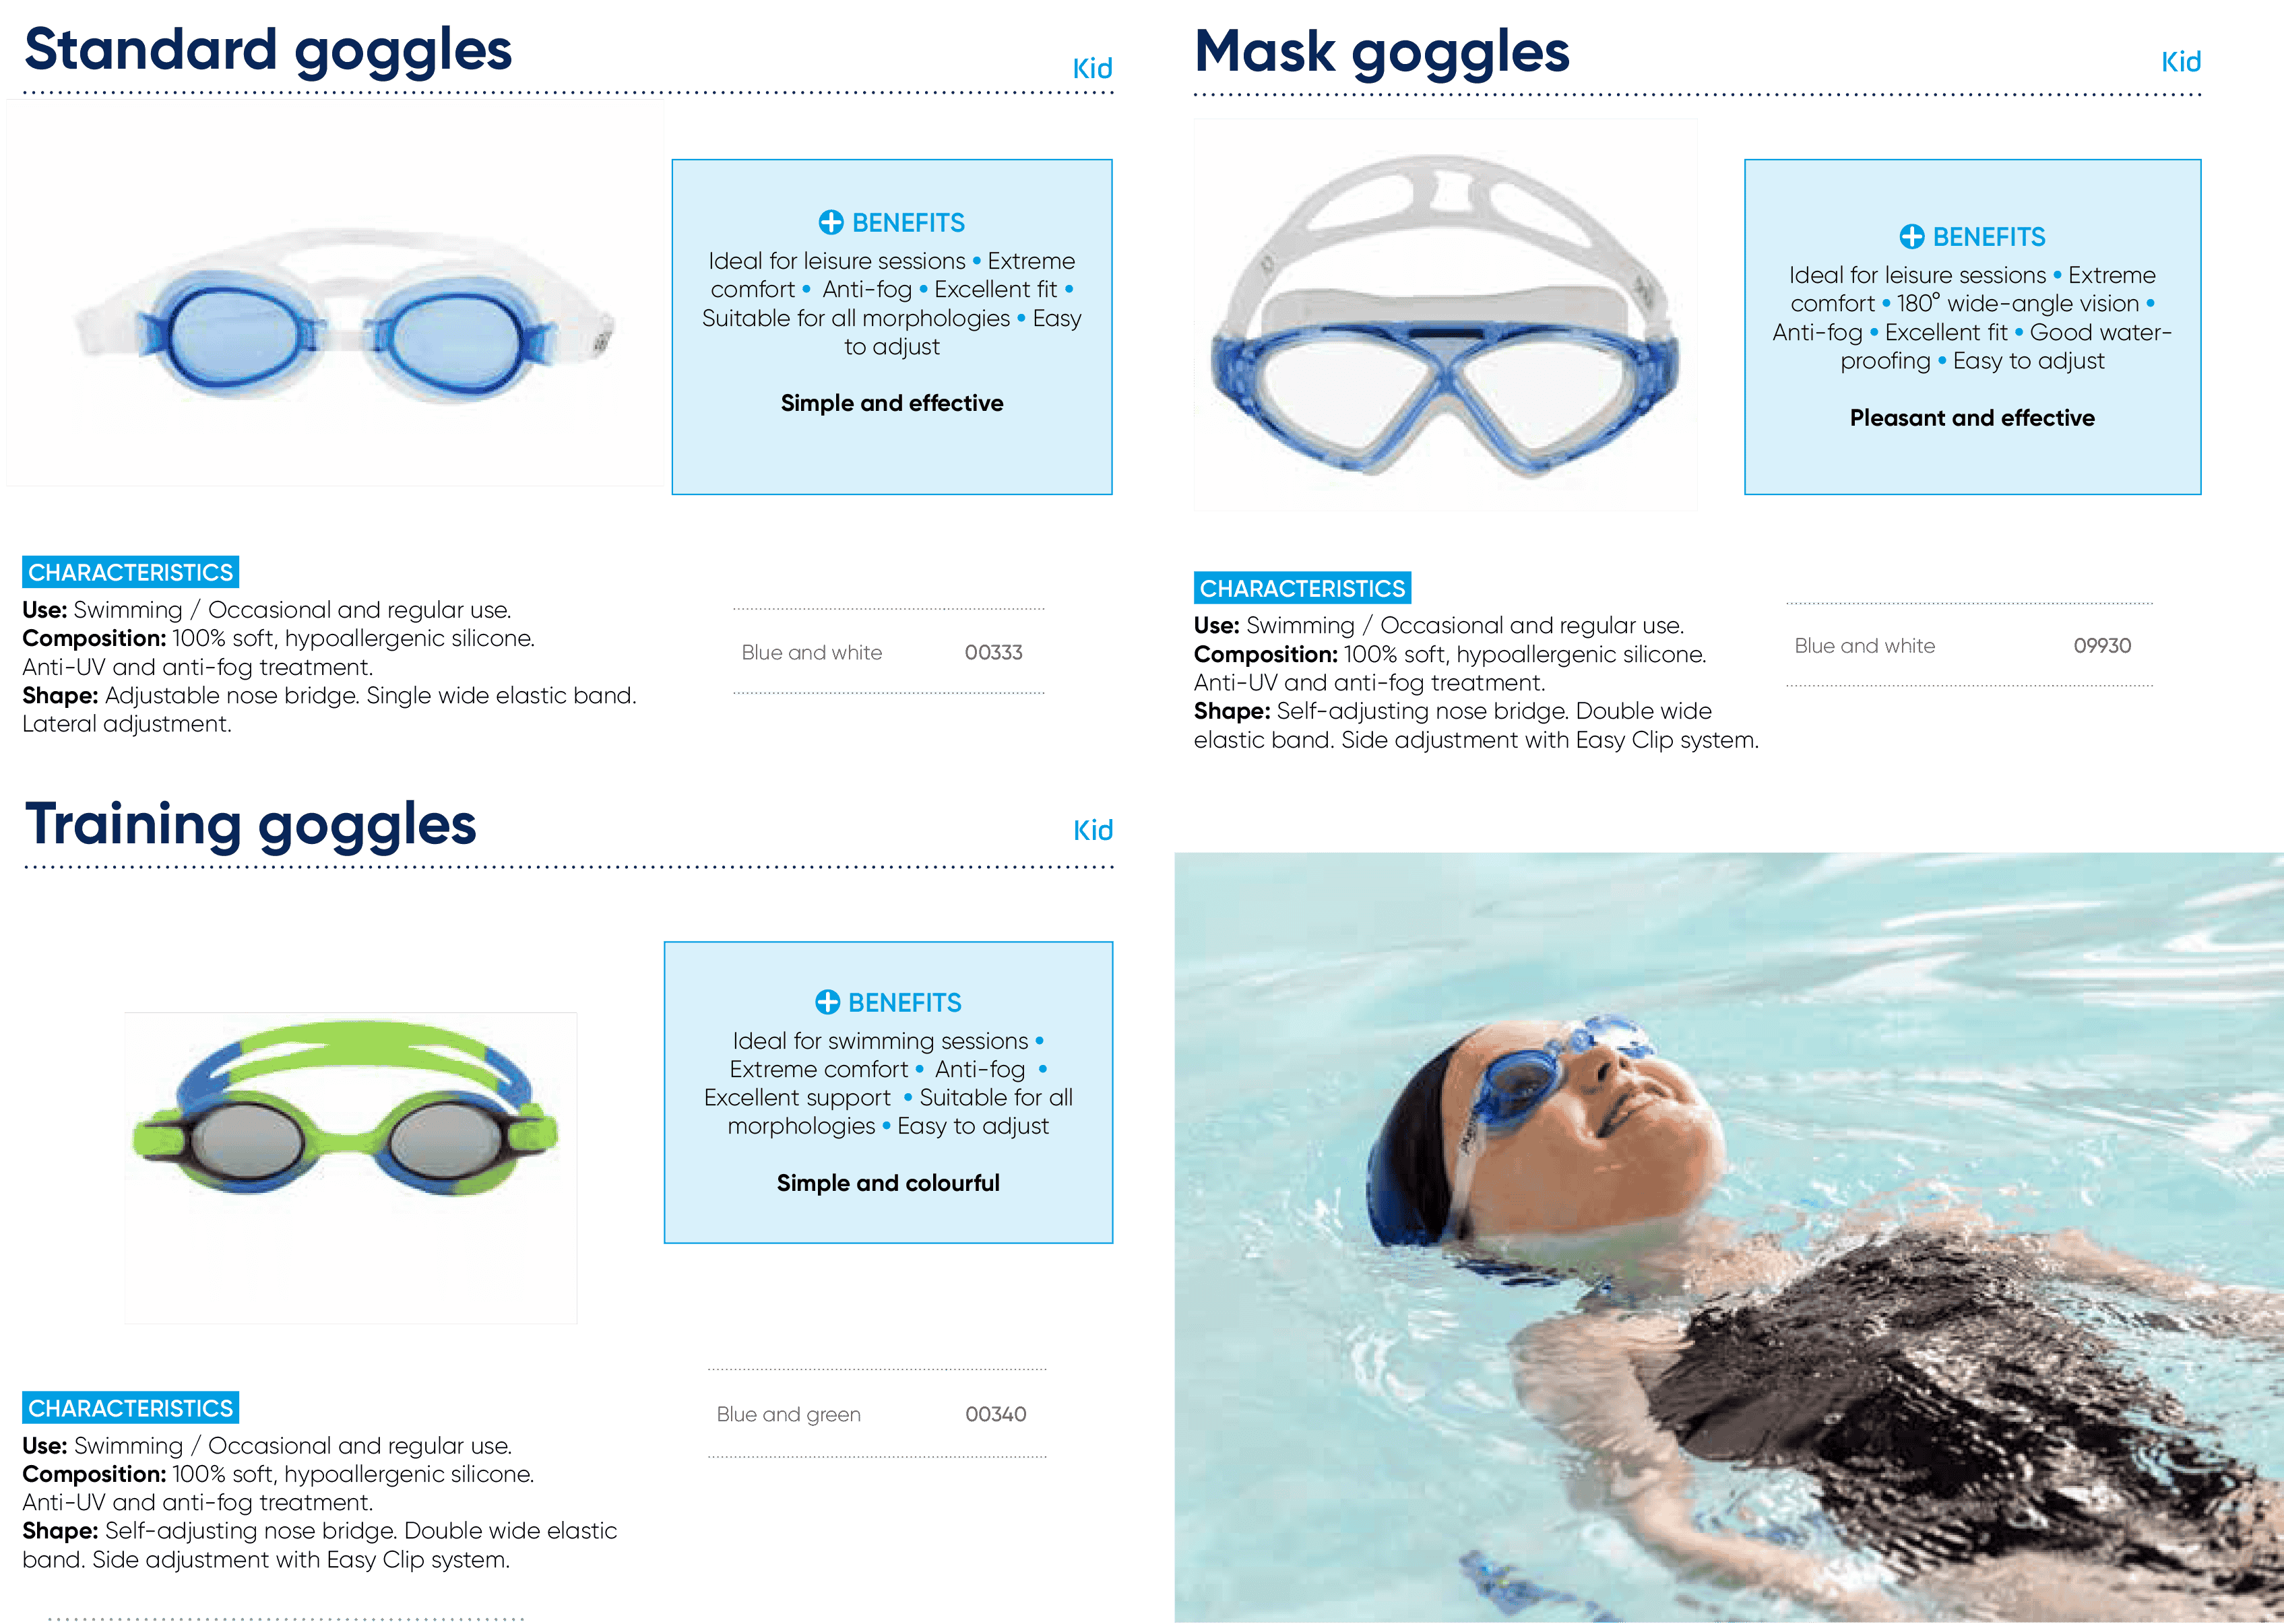 Standard goggles
Kid
BENEFITS
Ideal for leisure sessions • Extreme
comfort • Anti-fog • Excellent fit •
Suitable for all morphologies • Easy
to adjust
Simple and effective
CHARACTERISTICS
Use: Swimming / Occasional and regular use.
Composition: 100% soft, hypoallergenic silicone.
Anti-UV and anti-fog treatment.
Shape: Adjustable nose bridge. Single wide elastic band.
Lateral adjustment.
Blue and white 00333
Mask goggles
Kid
BENEFITS
Ideal for leisure sessions • Extreme
comfort • 180° wide-angle vision •
Anti-fog • Excellent fit • Good water-
proofing • Easy to adjust
Pleasant and effective
CHARACTERISTICS
Use: Swimming / Occasional and regular use.
Composition: 100% soft, hypoallergenic silicone.
Anti-UV and anti-fog treatment.
Shape: Self-adjusting nose bridge. Double wide
elastic band. Side adjustment with Easy Clip system.
Blue and white 09930
Training goggles
Kid
BENEFITS
Ideal for swimming sessions •
Extreme comfort • Anti-fog •
Excellent support • Suitable for all
morphologies • Easy to adjust
Simple and colourful
CHARACTERISTICS
Use: Swimming / Occasional and regular use.
Composition: 100% soft, hypoallergenic silicone.
Anti-UV and anti-fog treatment.
Shape: Self-adjusting nose bridge. Double wide elastic
band. Side adjustment with Easy Clip system.
Blue and green 00340